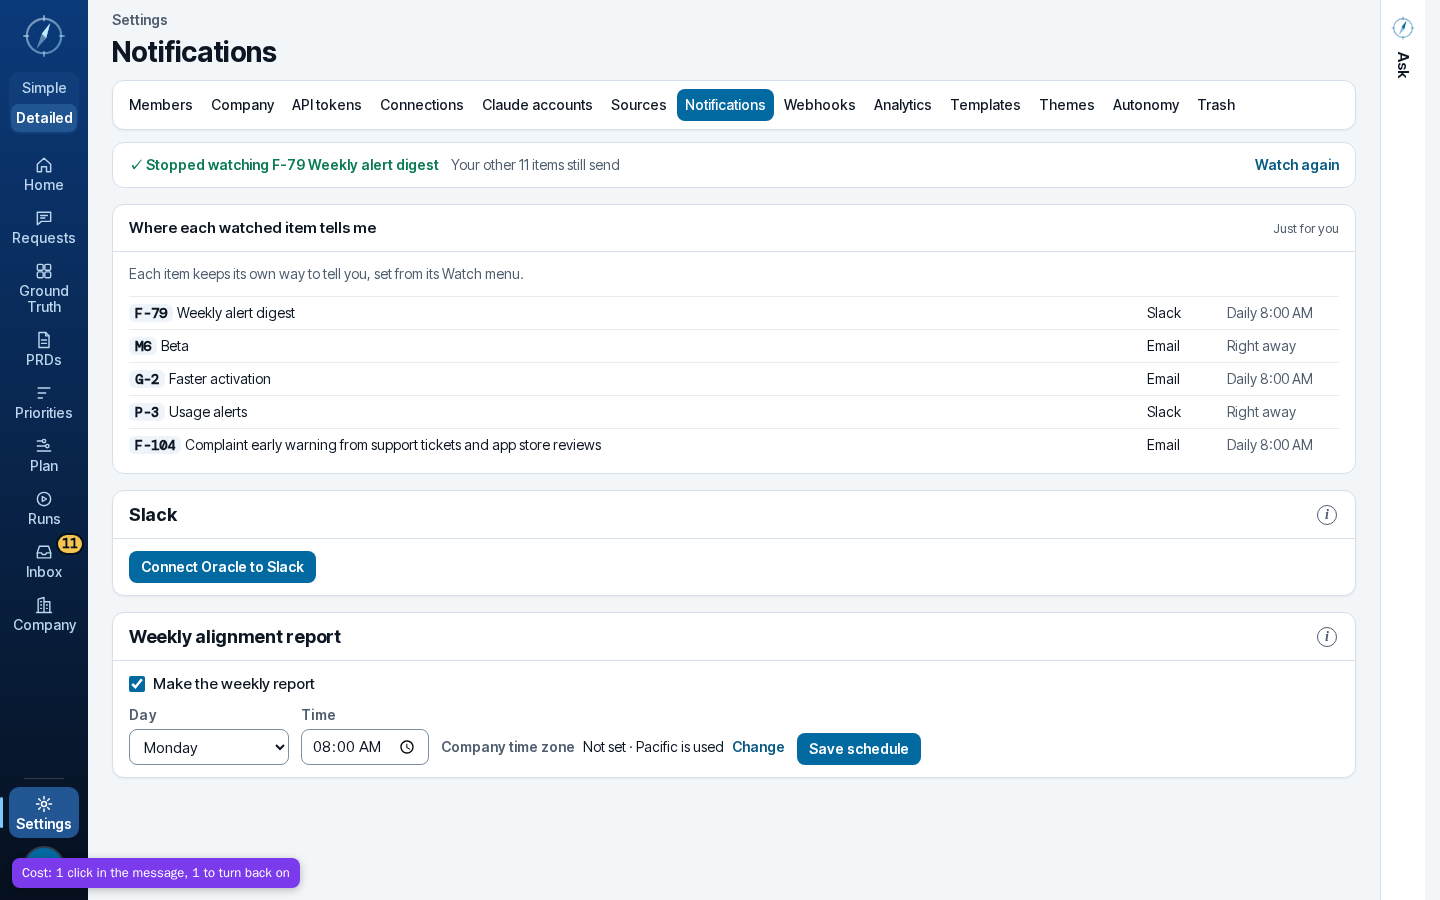 Simple
Detailed
Home
Requests
Ground
Truth
PRDs
Priorities
Plan
Runs
11
Inbox
Company
Settings
Settings
Notifications
Members Company API tokens Connections Claude accounts Sources Notifications Webhooks Analytics Templates Themes Autonomy Trash
✓ Stopped watching F-79 Weekly alert digest Your other 11 items still send Watch again
Where each watched item tells me Just for you
Each item keeps its own way to tell you, set from its Watch menu.
F-79 Weekly alert digest Slack Daily 8:00 AM
M6 Beta Email Right away
G-2 Faster activation Email Daily 8:00 AM
P-3 Usage alerts Slack Right away
F-104 Complaint early warning from support tickets and app store reviews Email Daily 8:00 AM
Slack i
Connect Oracle to Slack
Weekly alignment report i
Make the weekly report
Day Time
Monday 08:00 AM Company time zone Not set · Pacific is used Change Save schedule
Cost: 1 click in the message, 1 to turn back on
Ask